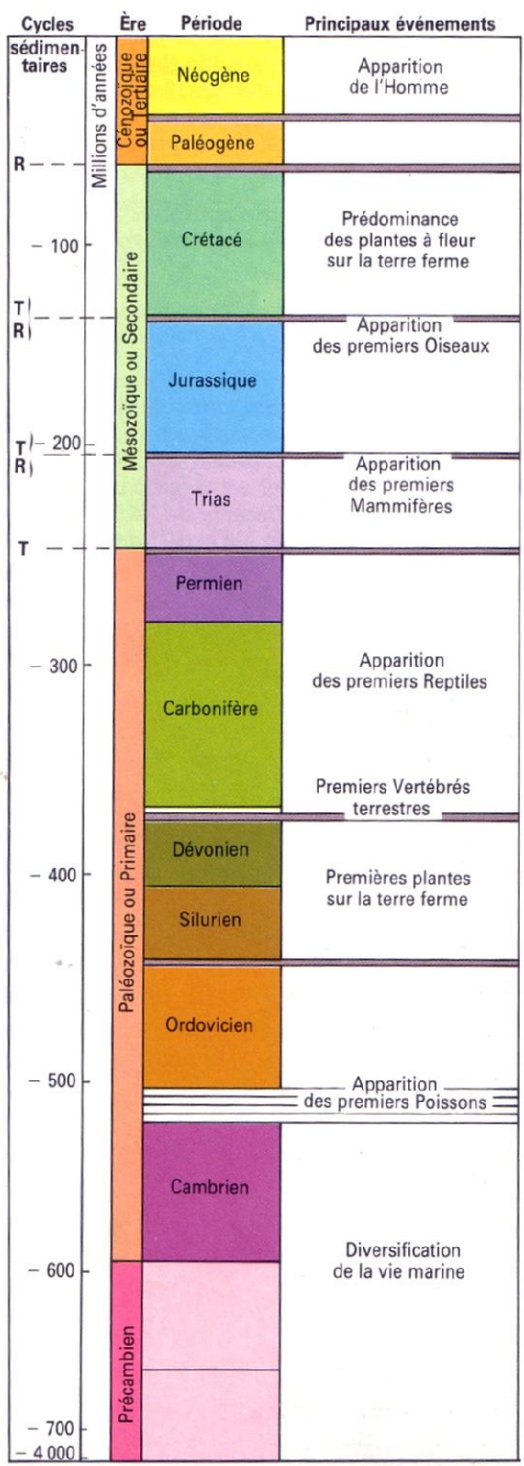 Cycles Ère Période Principaux événements
sédimen-
taires
Millions d'années
Cénozoïque
ou Tertiaire
Néogène
Apparition
de l'Homme
Paléogène
R
Mésozoïque ou Secondaire
Crétacé
Prédominance
des plantes à fleur
sur la terre ferme
– 100
T
R
Apparition
des premiers Oiseaux
Jurassique
– 200
T
R
Apparition
des premiers
Mammifères
Trias
T
Paléozoïque ou Primaire
Permien
– 300
Apparition
des premiers Reptiles
Carbonifère
Premiers Vertébrés
terrestres
Dévonien
– 400
Premières plantes
sur la terre ferme
Silurien
Ordovicien
– 500
Apparition
des premiers Poissons
Cambrien
Diversification
de la vie marine
– 600
Précambien
– 700
– 4 000